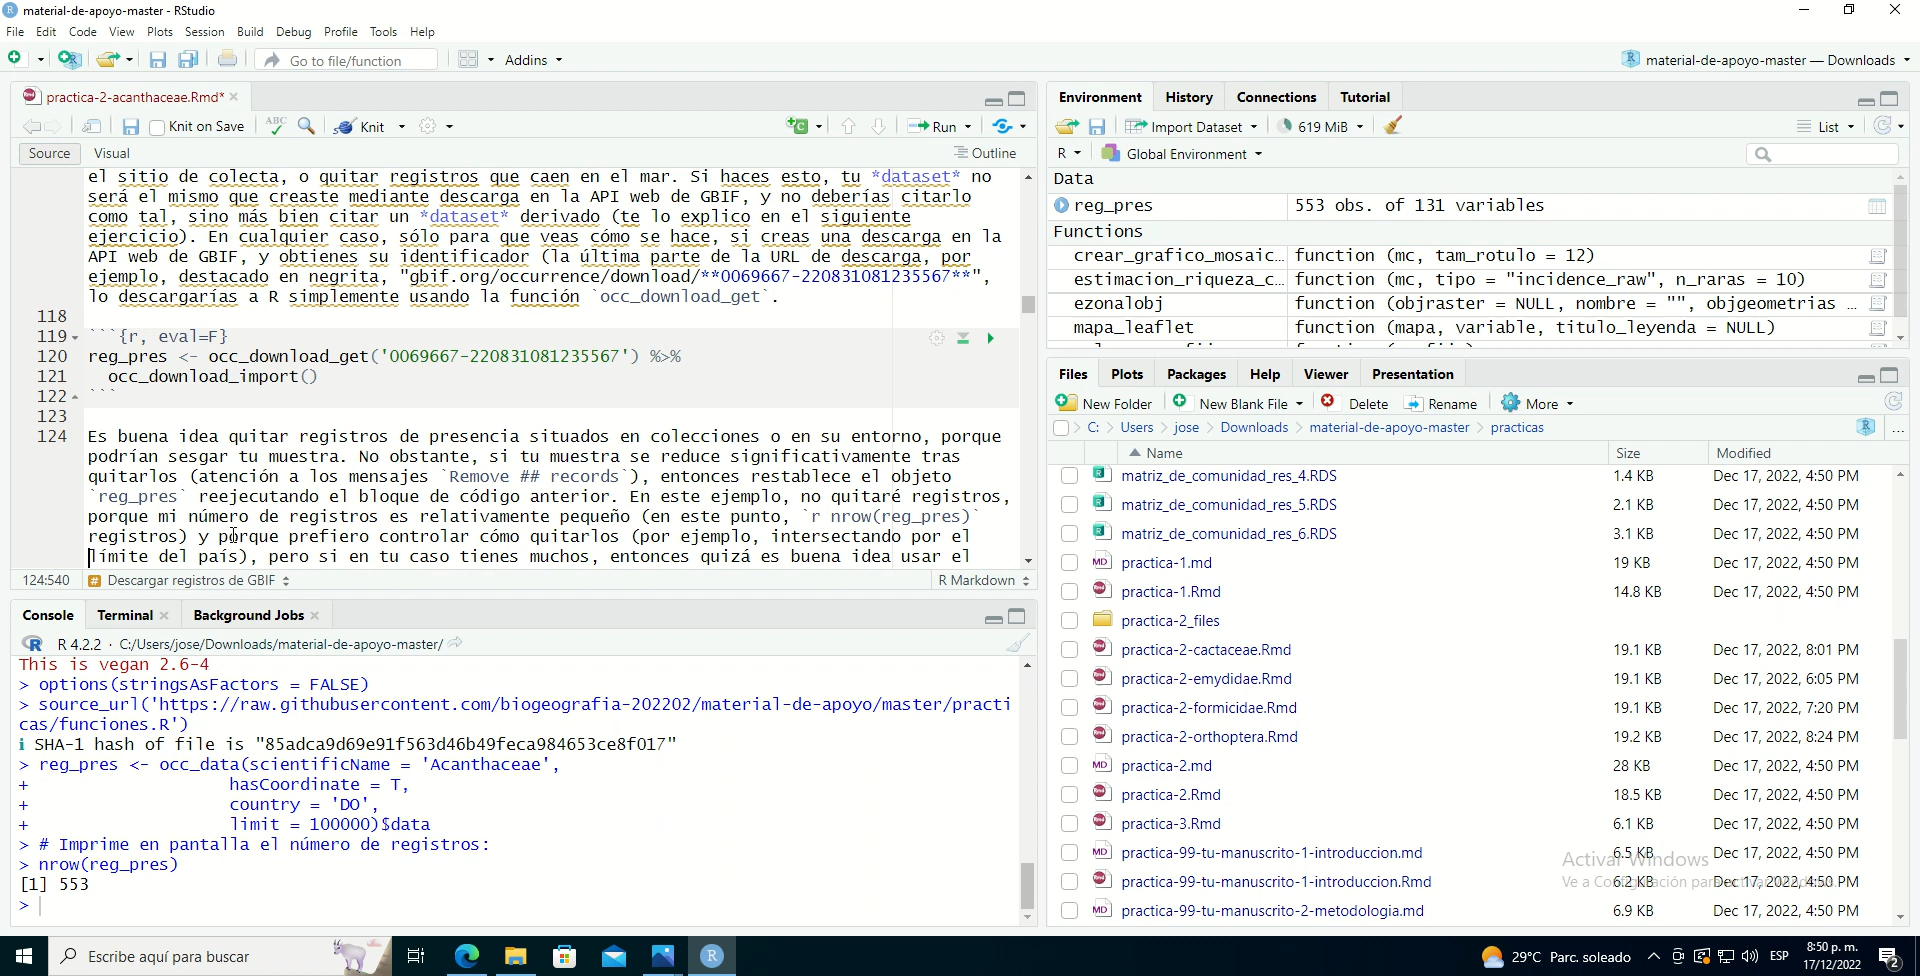 material-de-apoyo-master - RStudio
File Edit Code View Plots Session Build Debug Profile Tools Help
Go to file/function Addins material-de-apoyo-master — Downloads
practica-2-acanthaceae.Rmd*
Knit on Save ABC Knit Run
Source Visual Outline
el sitio de colecta, o quitar registros que caen en el mar. Si haces esto, tu *dataset* no
será el mismo que creaste mediante descarga en la API web de GBIF, y no deberías citarlo
como tal, sino más bien citar un *dataset* derivado (te lo explico en el siguiente
ejercicio). En cualquier caso, sólo para que veas cómo se hace, si creas una descarga en la
API web de GBIF, y obtienes su identificador (la última parte de la URL de descarga, por
ejemplo, destacado en negrita, "gbif.org/occurrence/download/**0069667-220831081235567**",
lo descargarías a R simplemente usando la función `occ_download_get`.
118
119 ```{r, eval=F}
120 reg_pres <- occ_download_get('0069667-220831081235567') %>%
121 occ_download_import()
122 ```
123
124 Es buena idea quitar registros de presencia situados en colecciones o en su entorno, porque
podrían sesgar tu muestra. No obstante, si tu muestra se reduce significativamente tras
quitarlos (atención a los mensajes `Remove ## records`), entonces restablece el objeto
`reg_pres` reejecutando el bloque de código anterior. En este ejemplo, no quitaré registros,
porque mi número de registros es relativamente pequeño (en este punto, `r nrow(reg_pres)`
registros) y porque prefiero controlar cómo quitarlos (por ejemplo, intersectando por el
límite del país), pero si en tu caso tienes muchos, entonces quizá es buena idea usar el
124:540 Descargar registros de GBIF R Markdown
Console Terminal Background Jobs
R 4.2.2 · C:/Users/jose/Downloads/material-de-apoyo-master/
This is vegan 2.6-4
> options(stringsAsFactors = FALSE)
> source_url('https://raw.githubusercontent.com/biogeografia-202202/material-de-apoyo/master/practi
cas/funciones.R')
i SHA-1 hash of file is "85adca9d69e91f563d46b49feca984653ce8f017"
> reg_pres <- occ_data(scientificName = 'Acanthaceae',
+ hasCoordinate = T,
+ country = 'DO',
+ limit = 100000)$data
> # Imprime en pantalla el número de registros:
> nrow(reg_pres)
[1] 553
>
Environment History Connections Tutorial
Import Dataset 619 MiB List
R Global Environment
Data
reg_pres 553 obs. of 131 variables
Functions
crear_grafico_mosaic… function (mc, tam_rotulo = 12)
estimacion_riqueza_c… function (mc, tipo = "incidence_raw", n_raras = 10)
ezonalobj function (objraster = NULL, nombre = "", objgeometrias …
mapa_leaflet function (mapa, variable, titulo_leyenda = NULL)
Files Plots Packages Help Viewer Presentation
New Folder New Blank File Delete Rename More
C: > Users > jose > Downloads > material-de-apoyo-master > practicas ...
Name Size Modified
matriz_de_comunidad_res_4.RDS 1.4 KB Dec 17, 2022, 4:50 PM
matriz_de_comunidad_res_5.RDS 2.1 KB Dec 17, 2022, 4:50 PM
matriz_de_comunidad_res_6.RDS 3.1 KB Dec 17, 2022, 4:50 PM
practica-1.md 19 KB Dec 17, 2022, 4:50 PM
practica-1.Rmd 14.8 KB Dec 17, 2022, 4:50 PM
practica-2_files
practica-2-cactaceae.Rmd 19.1 KB Dec 17, 2022, 8:01 PM
practica-2-emydidae.Rmd 19.1 KB Dec 17, 2022, 6:05 PM
practica-2-formicidae.Rmd 19.1 KB Dec 17, 2022, 7:20 PM
practica-2-orthoptera.Rmd 19.2 KB Dec 17, 2022, 8:24 PM
practica-2.md 28 KB Dec 17, 2022, 4:50 PM
practica-2.Rmd 18.5 KB Dec 17, 2022, 4:50 PM
practica-3.Rmd 6.1 KB Dec 17, 2022, 4:50 PM
practica-99-tu-manuscrito-1-introduccion.md 6.5 KB Dec 17, 2022, 4:50 PM
practica-99-tu-manuscrito-1-introduccion.Rmd 6.2 KB Dec 17, 2022, 4:50 PM
practica-99-tu-manuscrito-2-metodologia.md 6.9 KB Dec 17, 2022, 4:50 PM
Activar Windows
Ve a Configuración para activar Windows.
Escribe aquí para buscar 29°C Parc. soleado ESP 8:50 p. m.
17/12/2022 2